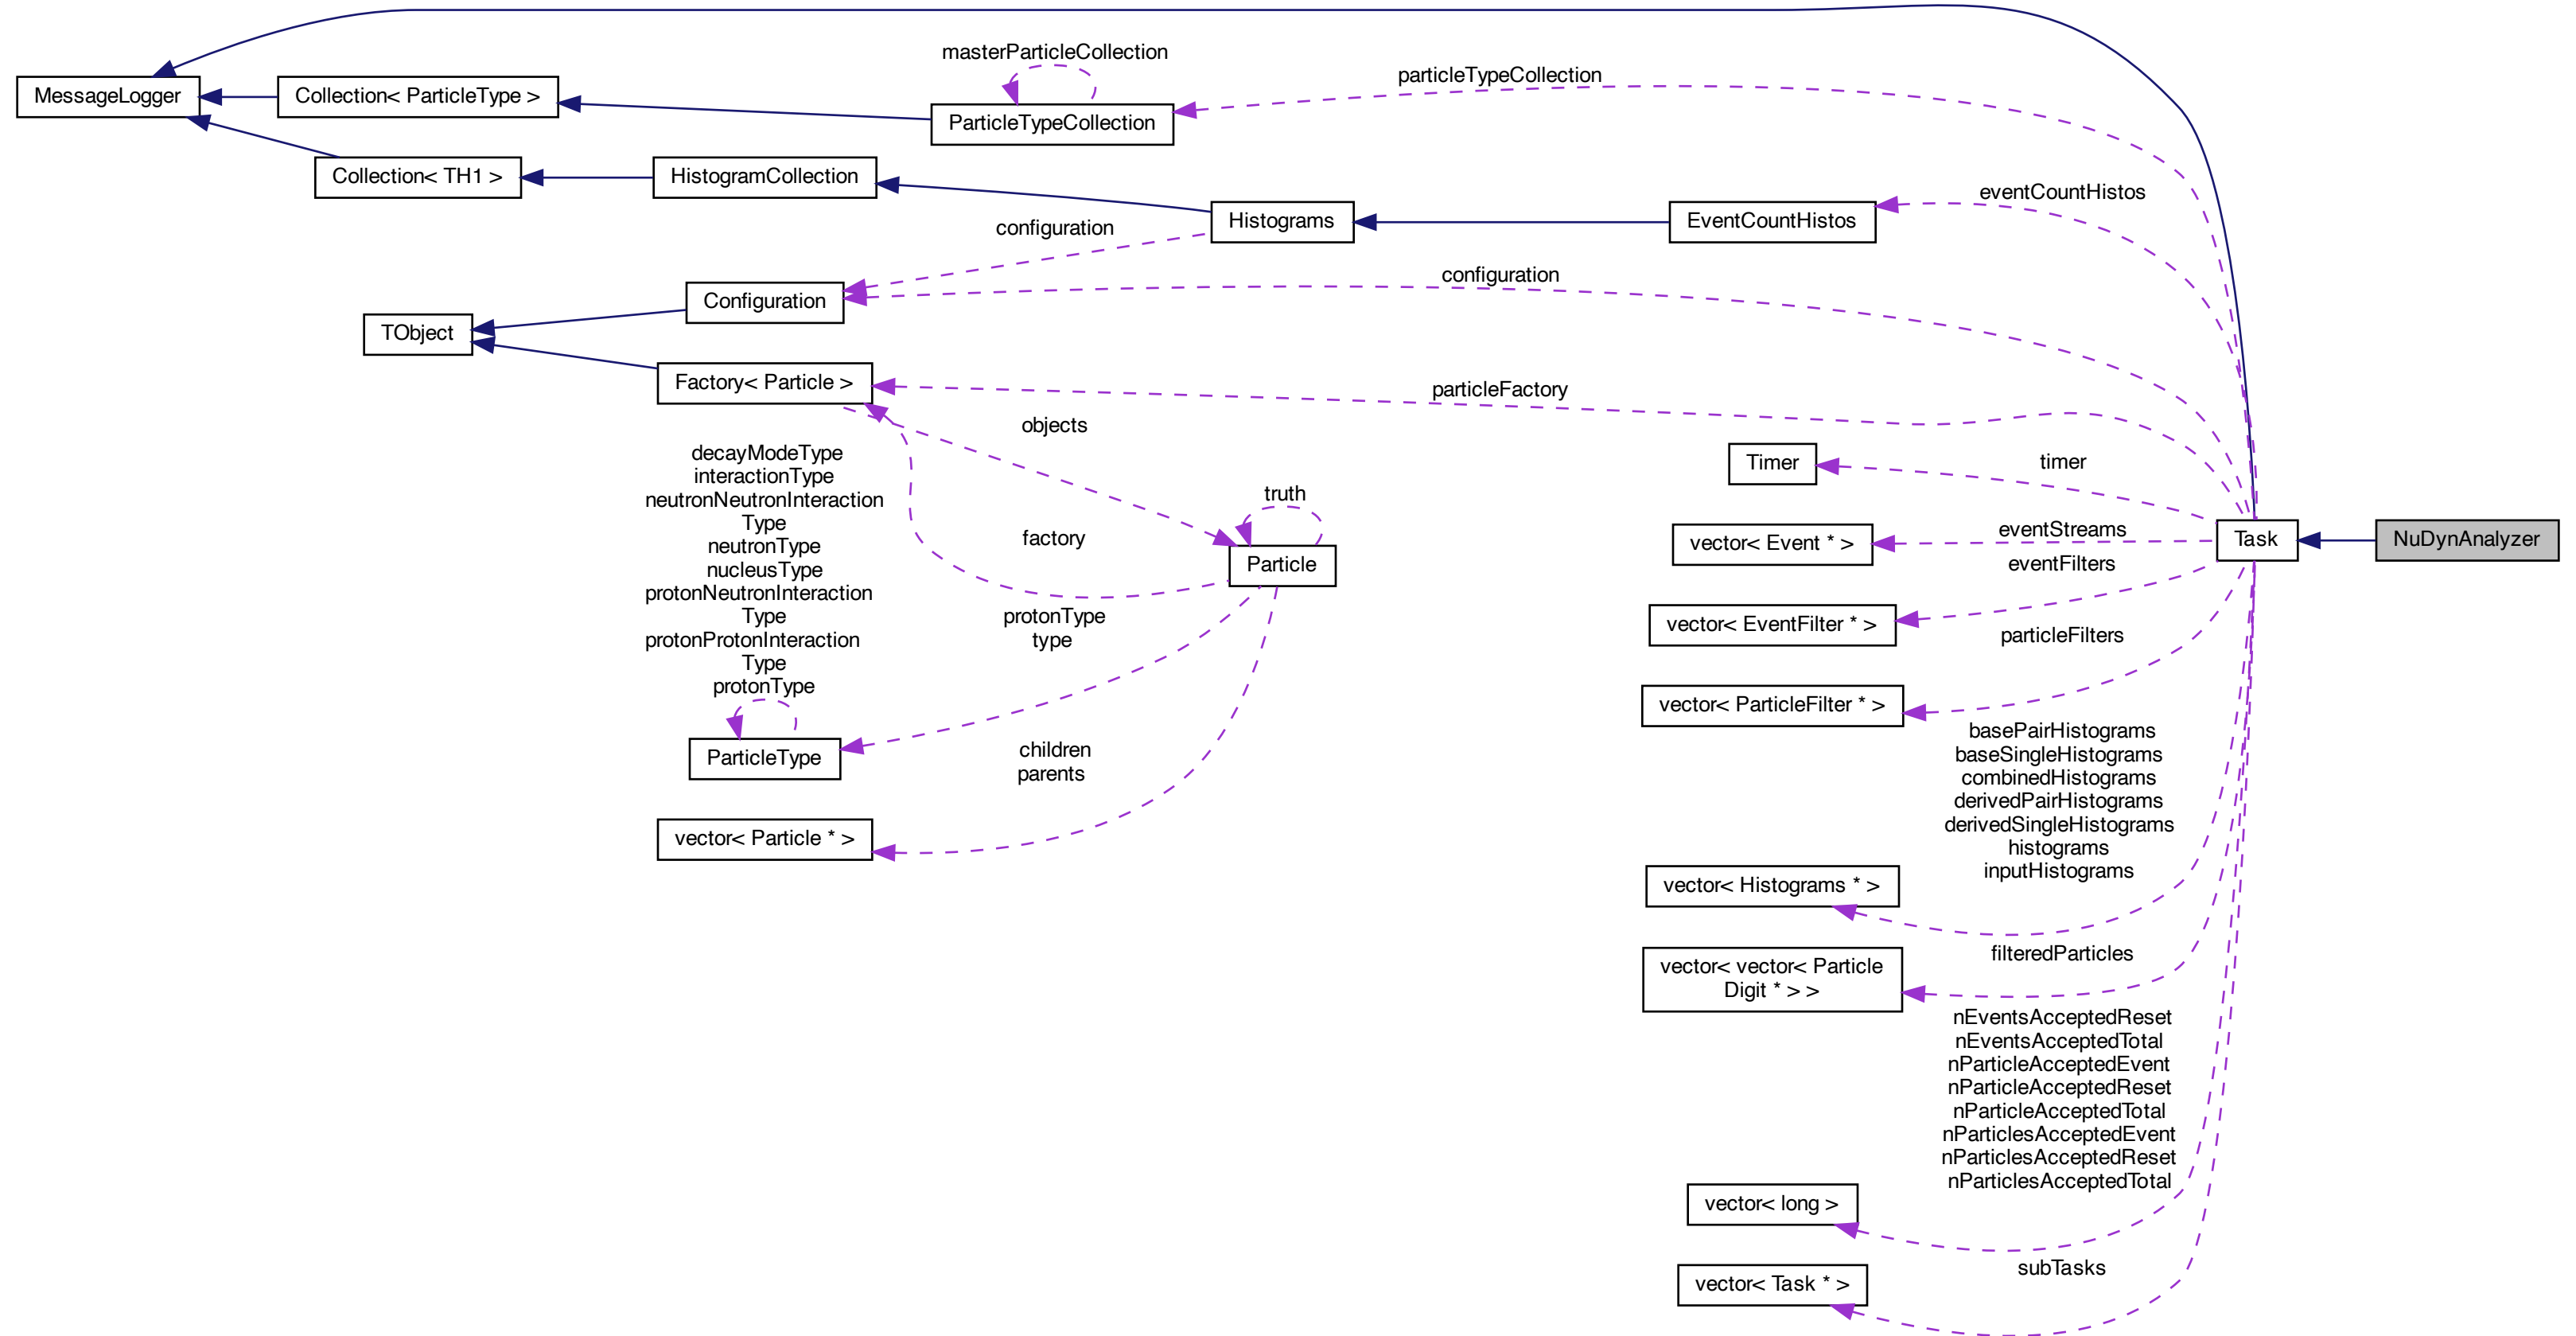 masterParticleCollection
particleTypeCollection
MessageLogger
Collection< ParticleType >
ParticleTypeCollection
Collection< TH1 >
HistogramCollection
eventCountHistos
Histograms
EventCountHistos
configuration
configuration
Configuration
TObject
Factory< Particle >
particleFactory
objects
decayModeType
interactionType
neutronNeutronInteraction
Type
neutronType
nucleusType
protonNeutronInteraction
Type
protonProtonInteraction
Type
protonType
truth
factory
Particle
protonType
type
ParticleType
children
parents
vector< Particle * >
Timer
timer
vector< Event * >
eventStreams
Task
NuDynAnalyzer
eventFilters
vector< EventFilter * >
particleFilters
vector< ParticleFilter * >
basePairHistograms
baseSingleHistograms
combinedHistograms
derivedPairHistograms
derivedSingleHistograms
histograms
inputHistograms
vector< Histograms * >
filteredParticles
vector< vector< Particle
Digit * > >
nEventsAcceptedReset
nEventsAcceptedTotal
nParticleAcceptedEvent
nParticleAcceptedReset
nParticleAcceptedTotal
nParticlesAcceptedEvent
nParticlesAcceptedReset
nParticlesAcceptedTotal
vector< long >
subTasks
vector< Task * >